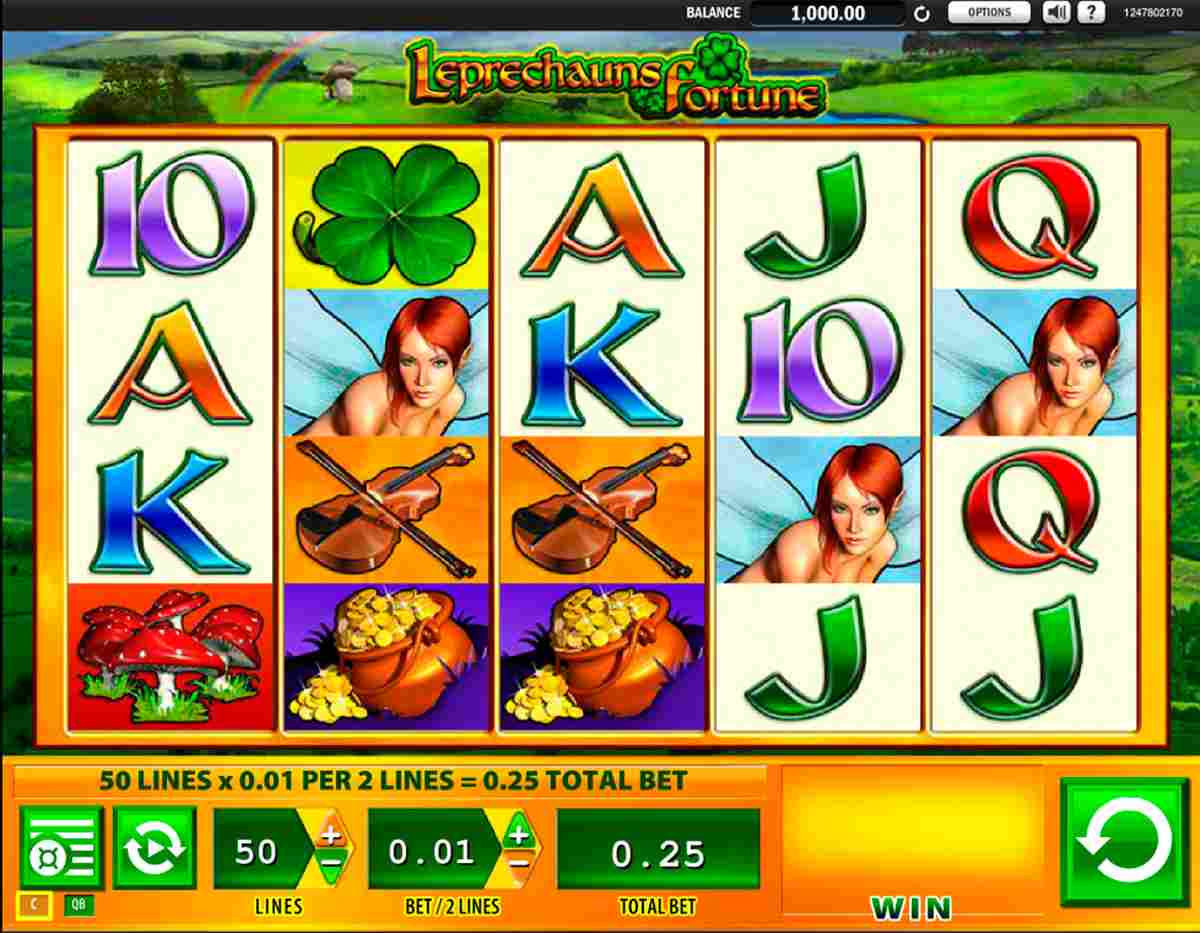 BALANCE 1,000.00 OPTIONS ? 1247802170
Leprechauns Fortune
10 A J Q
A K 10
K Q
J J
50 LINES x 0.01 PER 2 LINES = 0.25 TOTAL BET
50 + - 0.01 + - 0.25
C QB LINES BET / 2 LINES TOTAL BET WIN